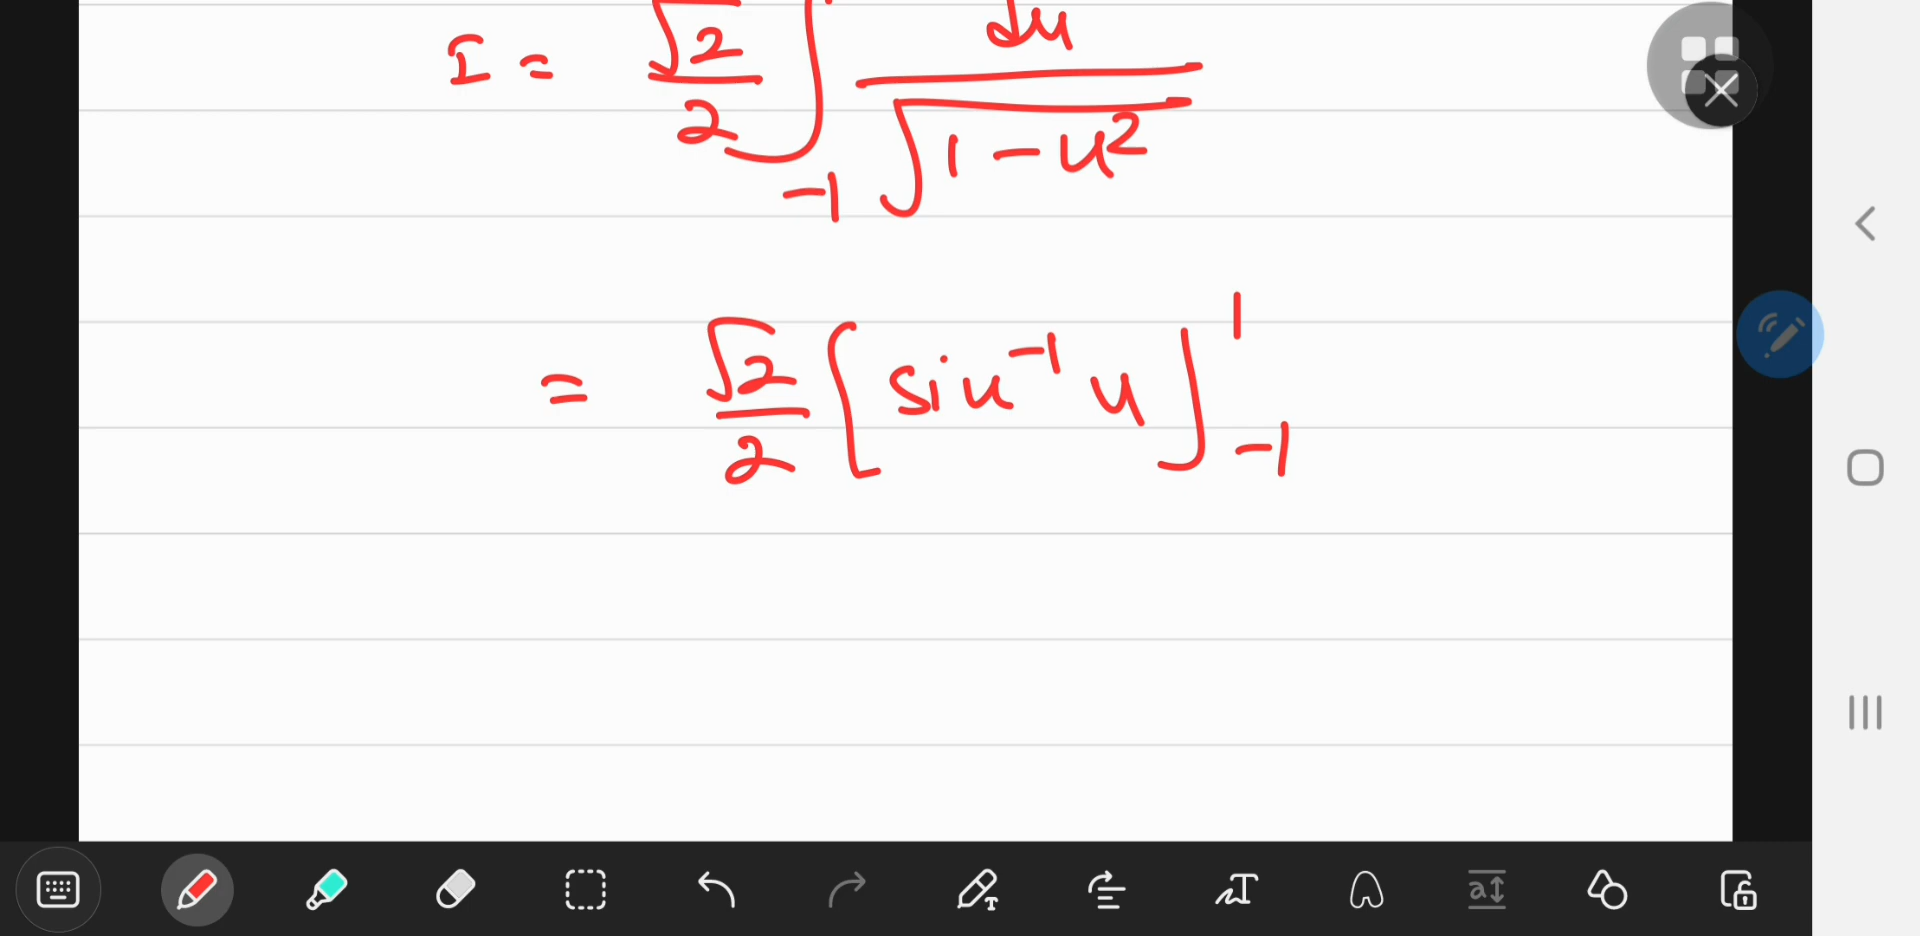 I = √2/2 ∫_{-1} du/√(1-u²)
= √2/2 [sin⁻¹ u]_{-1}^{1}